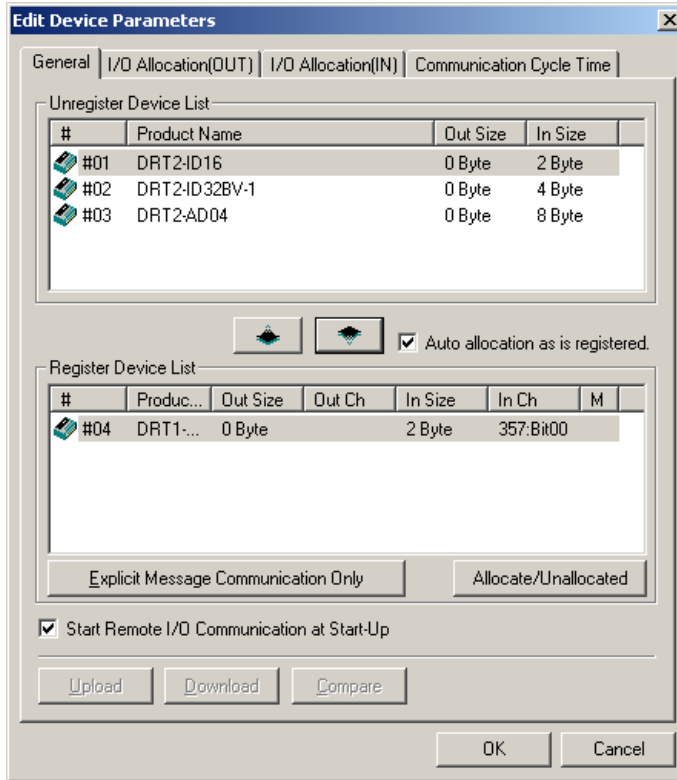 Edit Device Parameters
General I/O Allocation(OUT) I/O Allocation(IN) Communication Cycle Time
Unregister Device List
# Product Name Out Size In Size
#01 DRT2-ID16 0 Byte 2 Byte
#02 DRT2-ID32BV-1 0 Byte 4 Byte
#03 DRT2-AD04 0 Byte 8 Byte
Auto allocation as is registered.
Register Device List
# Produc... Out Size Out Ch In Size In Ch M
#04 DRT1-... 0 Byte 2 Byte 357:Bit00
Explicit Message Communication Only Allocate/Unallocated
Start Remote I/O Communication at Start-Up
Upload Download Compare
OK Cancel